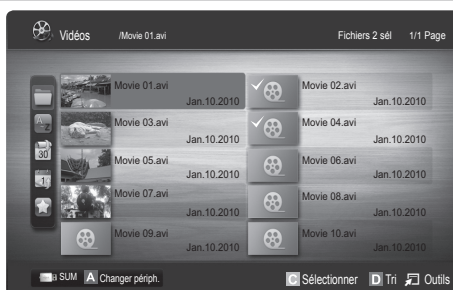 Vidéos /Movie 01.avi Fichiers 2 sél 1/1 Page
Movie 01.avi Movie 02.avi
Jan.10.2010 Jan.10.2010
Movie 03.avi Movie 04.avi
Jan.10.2010 Jan.10.2010
Movie 05.avi Movie 06.avi
Jan.10.2010 Jan.10.2010
Movie 07.avi Movie 08.avi
Jan.10.2010 Jan.10.2010
Movie 09.avi Movie 10.avi
Jan.10.2010 Jan.10.2010
a SUM A Changer périph. C Sélectionner D Tri Outils